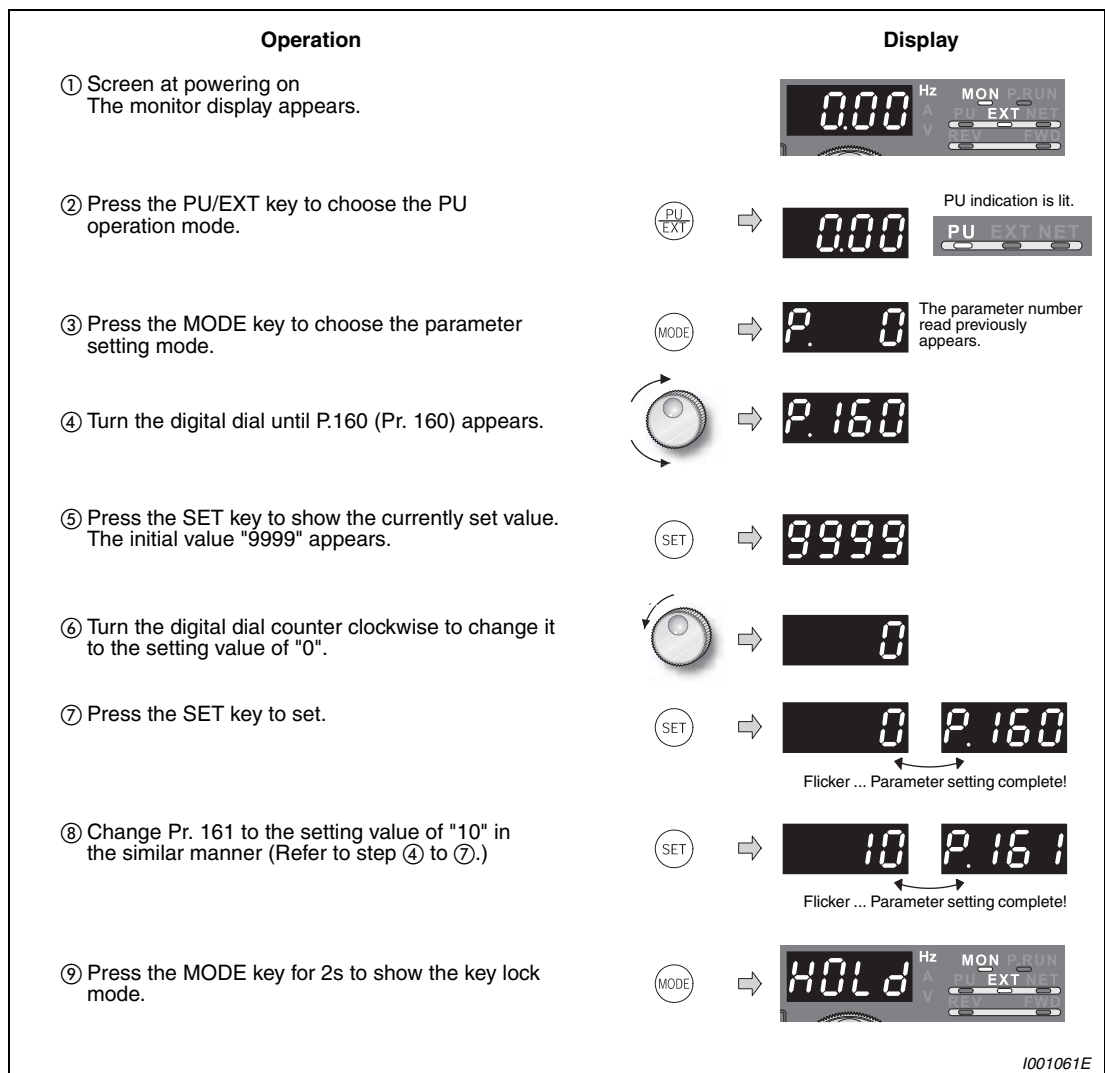 Operation
Display
① Screen at powering on
The monitor display appears.
0.00 Hz MON P.RUN
A PU EXT NET
V REV FWD
② Press the PU/EXT key to choose the PU
operation mode.
PU
EXT
0.00
PU indication is lit.
PU EXT NET
③ Press the MODE key to choose the parameter
setting mode.
MODE
P. 0
The parameter number
read previously
appears.
④ Turn the digital dial until P.160 (Pr. 160) appears.
P.160
⑤ Press the SET key to show the currently set value.
The initial value "9999" appears.
SET
9999
⑥ Turn the digital dial counter clockwise to change it
to the setting value of "0".
0
⑦ Press the SET key to set.
SET
0 P.160
Flicker ... Parameter setting complete!
⑧ Change Pr. 161 to the setting value of "10" in
the similar manner (Refer to step ④ to ⑦.)
SET
10 P.161
Flicker ... Parameter setting complete!
⑨ Press the MODE key for 2s to show the key lock
mode.
MODE
HOLd Hz MON P.RUN
A PU EXT NET
V REV FWD
I001061E